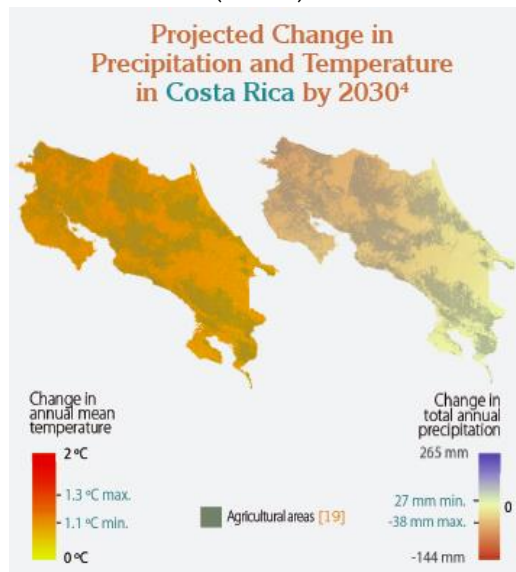 Projected Change in
Precipitation and Temperature
in Costa Rica by 2030⁴
Change in
annual mean
temperature
2 ºC
1.3 ºC max.
1.1 ºC min.
0 ºC
Agricultural areas [19]
Change in
total annual
precipitation
265 mm
27 mm min.
0
-38 mm max.
-144 mm